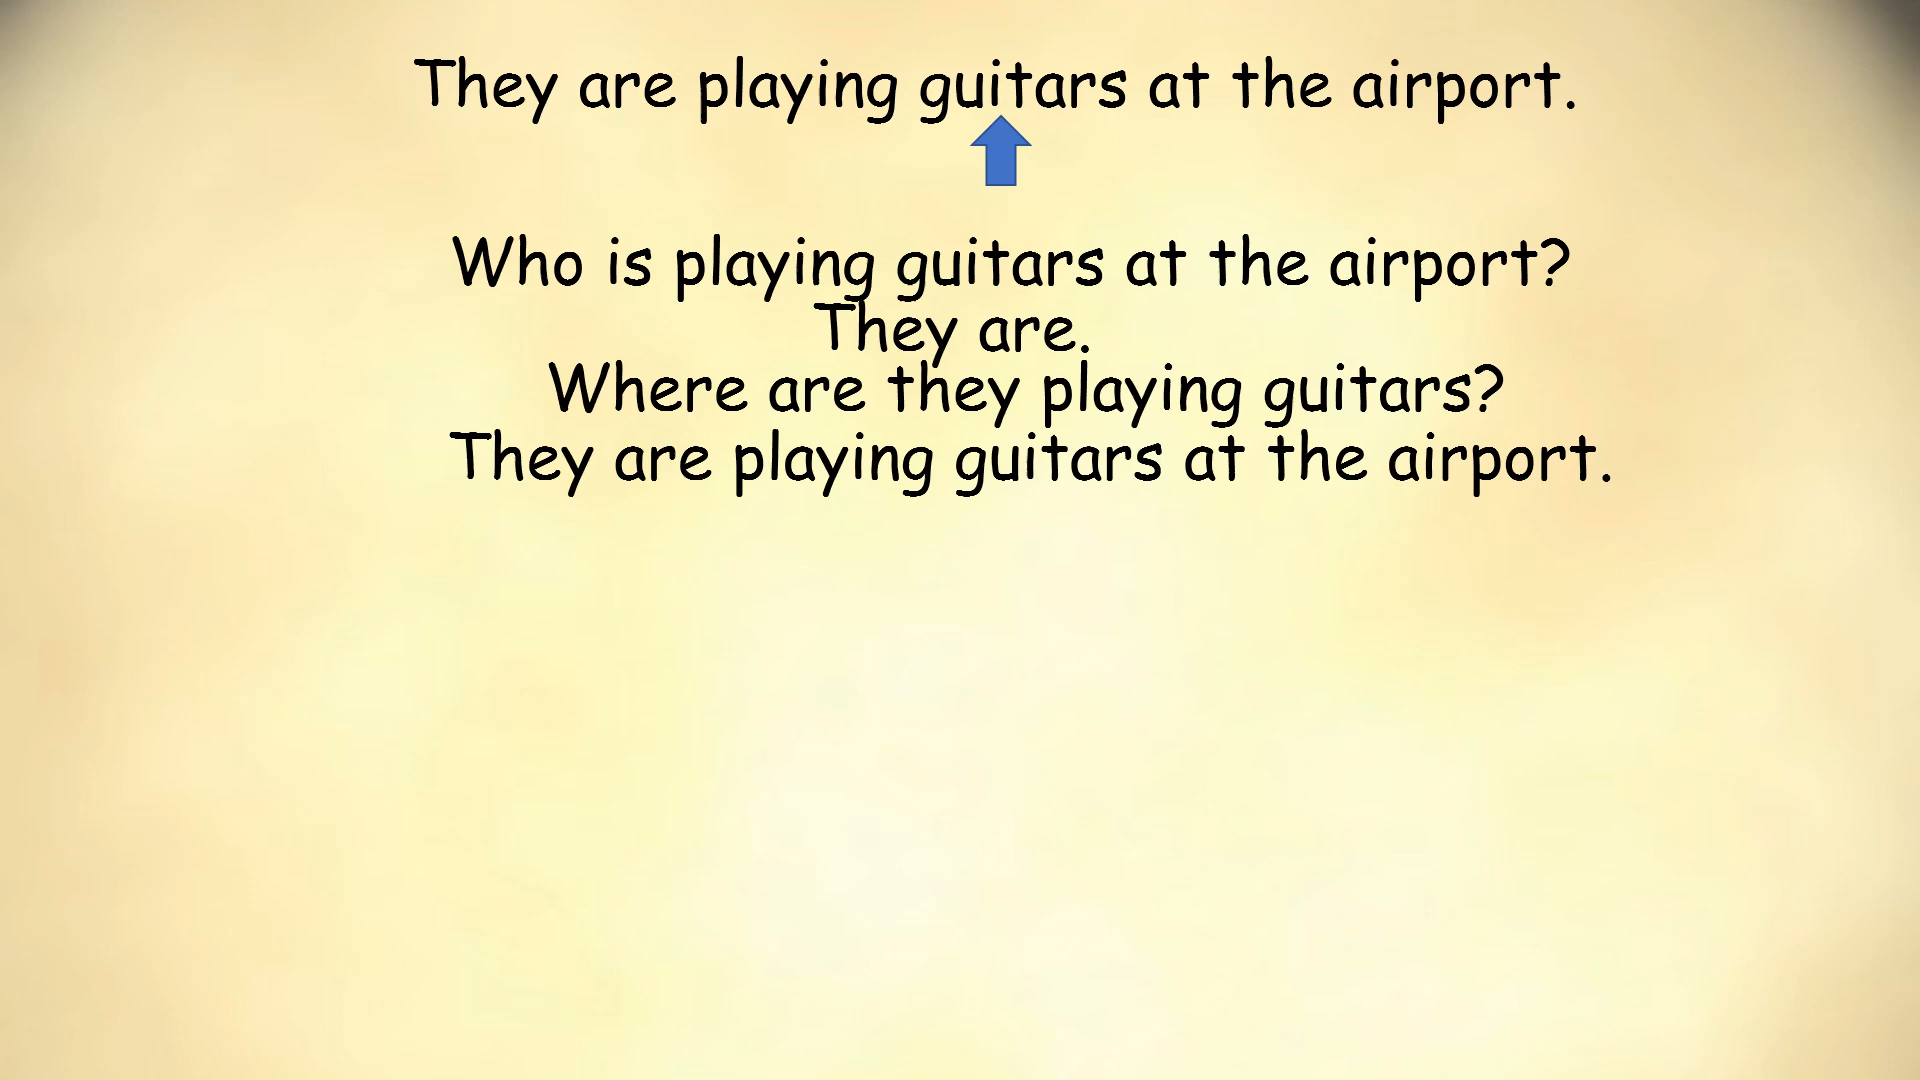 They are playing guitars at the airport.
Who is playing guitars at the airport?
They are.
Where are they playing guitars?
They are playing guitars at the airport.